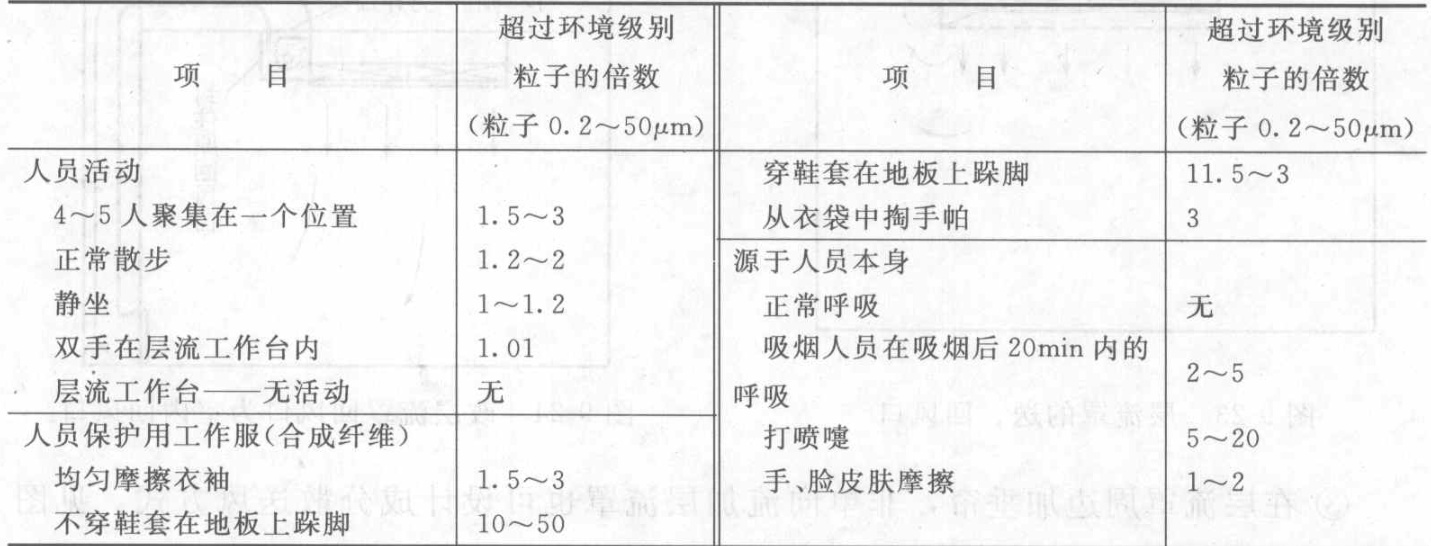 项 目 超过环境级别
粒子的倍数
(粒子 0.2～50μm)
人员活动
4～5 人聚集在一个位置 1.5～3
正常散步 1.2～2
静坐 1～1.2
双手在层流工作台内 1.01
层流工作台——无活动 无
人员保护用工作服(合成纤维)
均匀摩擦衣袖 1.5～3
不穿鞋套在地板上跺脚 10～50
项 目 超过环境级别
粒子的倍数
(粒子 0.2～50μm)
穿鞋套在地板上跺脚 11.5～3
从衣袋中掏手帕 3
源于人员本身
正常呼吸 无
吸烟人员在吸烟后 20min 内的
呼吸 2～5
打喷嚏 5～20
手、脸皮肤摩擦 1～2